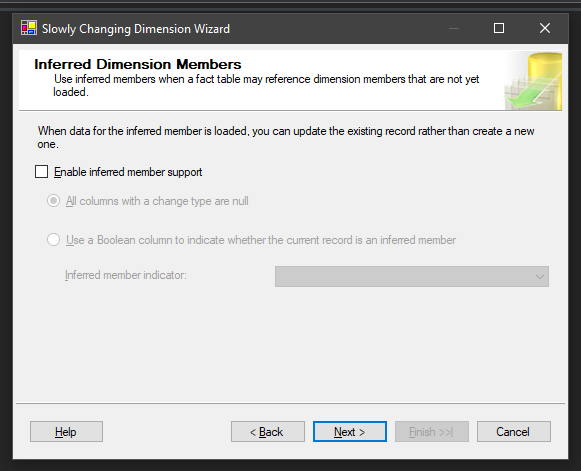 Slowly Changing Dimension Wizard
Inferred Dimension Members
Use inferred members when a fact table may reference dimension members that are not yet
loaded.
When data for the inferred member is loaded, you can update the existing record rather than create a new
one.
Enable inferred member support
All columns with a change type are null
Use a Boolean column to indicate whether the current record is an inferred member
Inferred member indicator:
Help
< Back
Next >
Finish >>|
Cancel